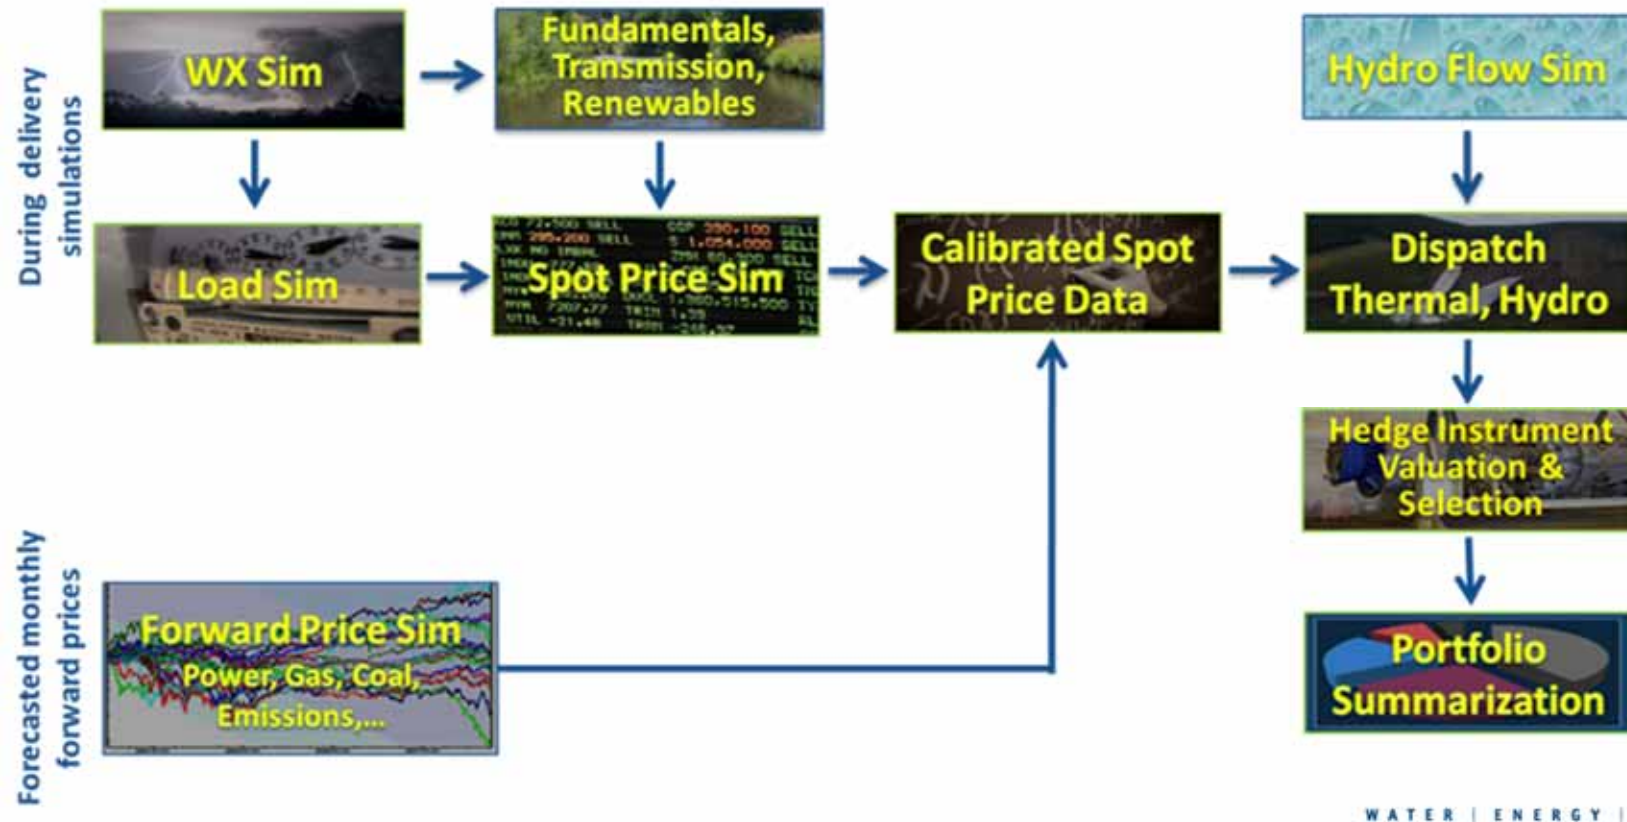 During delivery
simulations
WX Sim
Fundamentals,
Transmission,
Renewables
Hydro Flow Sim
Load Sim
Spot Price Sim
Calibrated Spot
Price Data
Dispatch
Thermal, Hydro
Hedge Instrument
Valuation &
Selection
Forecasted monthly
forward prices
Forward Price Sim
Power, Gas, Coal,
Emissions,...
Portfolio
Summarization
WATER | ENERGY |